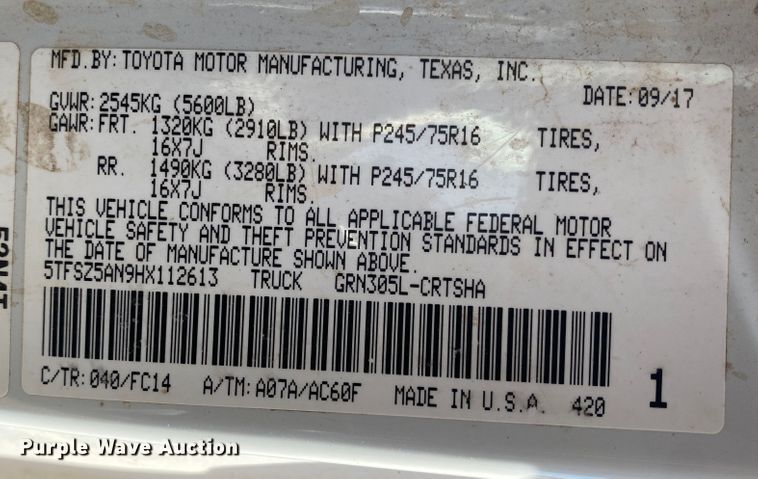 MFD.BY:TOYOTA MOTOR MANUFACTURING, TEXAS, INC.
DATE:09/17
GVWR:2545KG (5600LB)
GAWR:FRT. 1320KG (2910LB) WITH P245/75R16 TIRES,
16X7J RIMS.
RR. 1490KG (3280LB) WITH P245/75R16 TIRES,
16X7J RIMS.
THIS VEHICLE CONFORMS TO ALL APPLICABLE FEDERAL MOTOR
VEHICLE SAFETY AND THEFT PREVENTION STANDARDS IN EFFECT ON
THE DATE OF MANUFACTURE SHOWN ABOVE.
5TFSZ5AN9HX112613 TRUCK GRN305L-CRTSHA
C/TR:040/FC14 A/TM:A07A/AC60F MADE IN U.S.A. 420 1
Purple Wave Auction